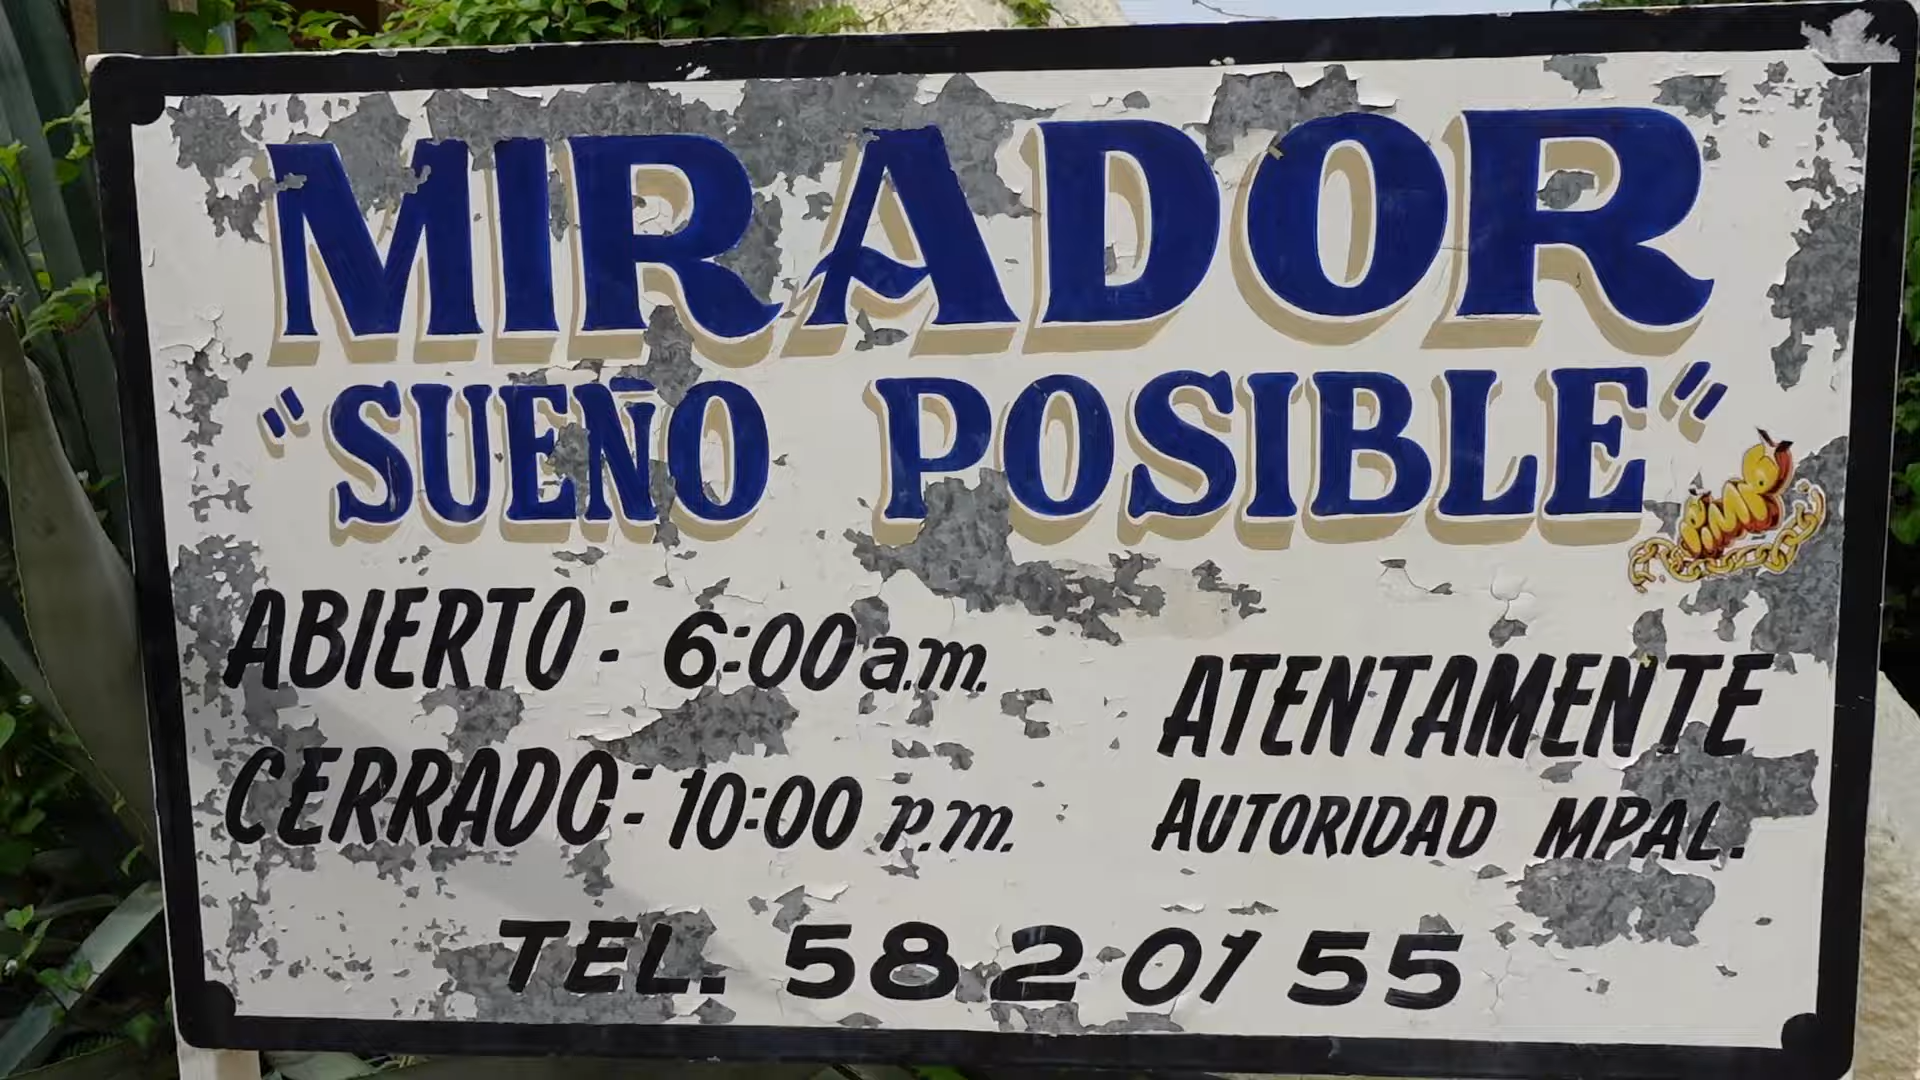 MIRADOR
"SUEÑO POSIBLE"
ABIERTO: 6:00 a.m.
CERRADO: 10:00 p.m.
ATENTAMENTE
AUTORIDAD MPAL.
TEL. 58 2 01 55